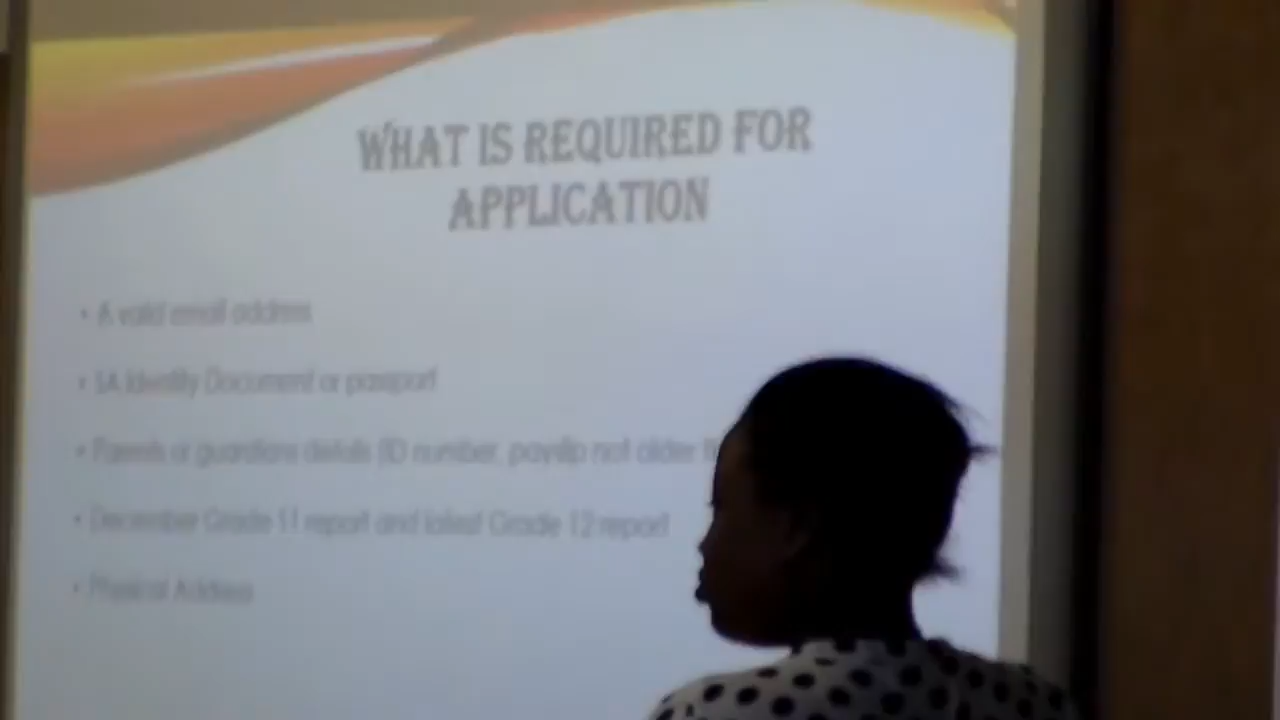 WHAT IS REQUIRED FOR
APPLICATION
• A valid email address
• SA Identity Document or passport
• Parents or guardians details (ID number, payslip not older
• December Grade 11 report and latest Grade 12 report
• Physical Address